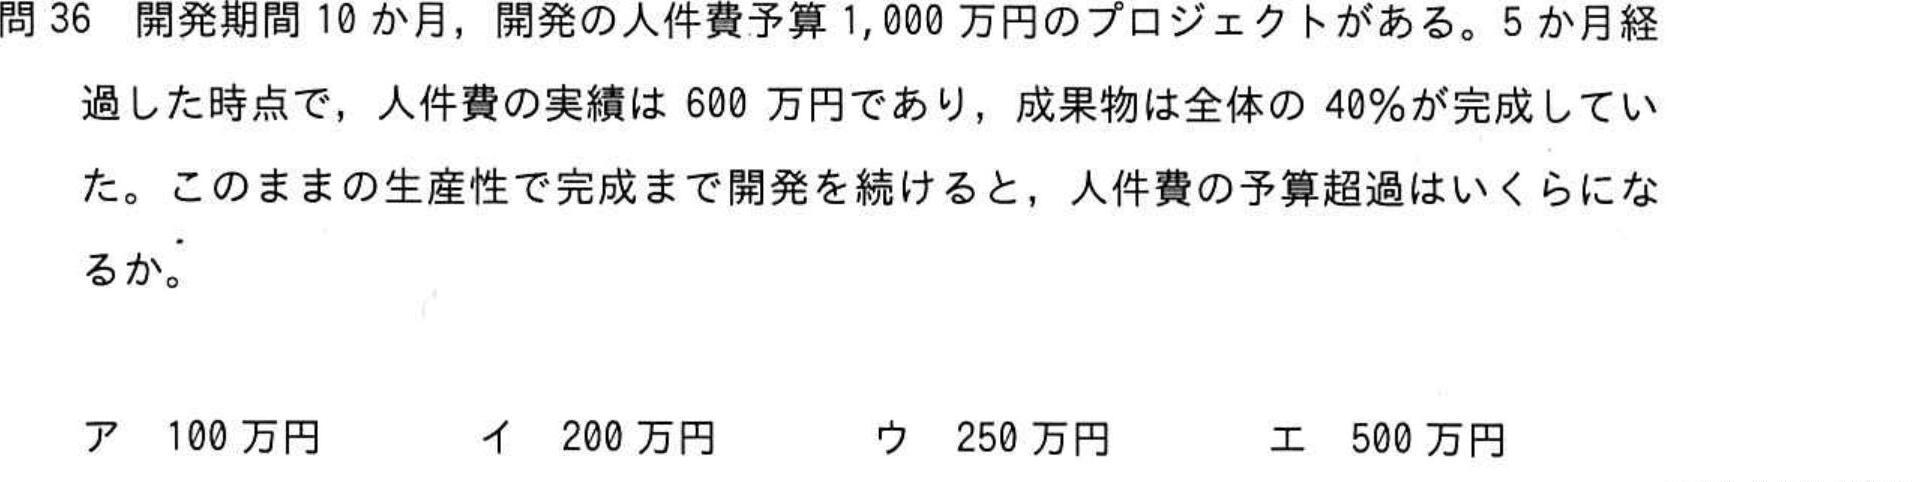 問36 開発期間10か月，開発の人件費予算1,000万円のプロジェクトがある。5か月経
過した時点で，人件費の実績は600万円であり，成果物は全体の40%が完成してい
た。このままの生産性で完成まで開発を続けると，人件費の予算超過はいくらにな
るか。
ア 100万円 イ 200万円 ウ 250万円 エ 500万円